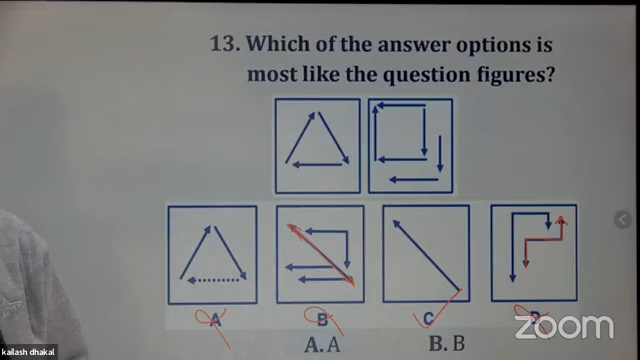 13. Which of the answer options is
most like the question figures?
A B C D
A. A B. B
zoom
kailash dhakal